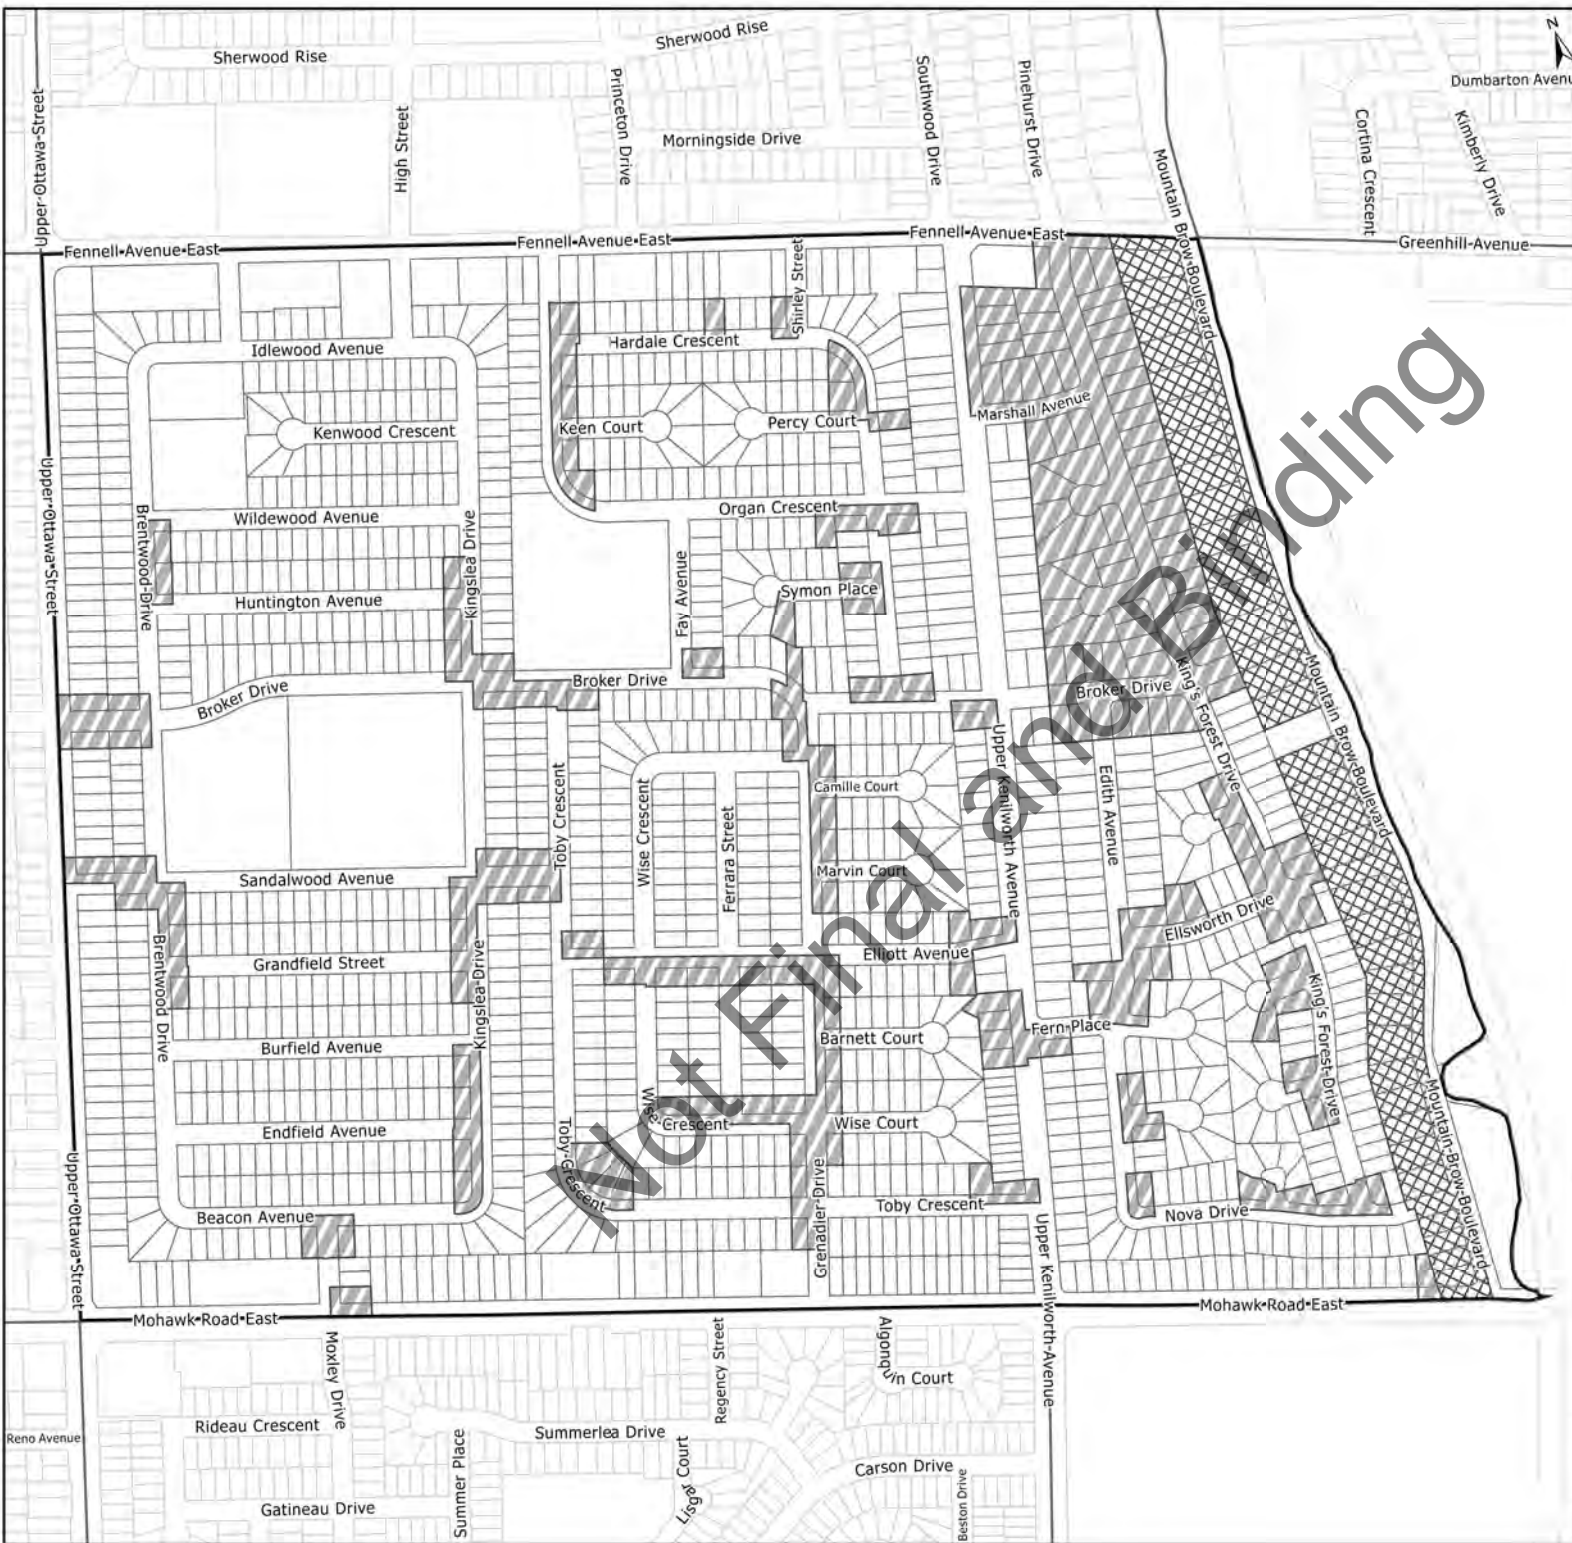 Sherwood Rise
Sherwood Rise
N
Dumbarton Avenu
Upper Ottawa Street
High Street
Princeton Drive
Morningside Drive
Southwood Drive
Pinehurst Drive
Mountain Brow Boulevard
Cortina Crescent
Kimberly Drive
Fennell Avenue East
Fennell Avenue East
Fennell Avenue East
Greenhill Avenue
Shirley Street
Idlewood Avenue
Hardale Crescent
Marshall Avenue
Kenwood Crescent
Keen Court
Percy Court
Upper Ottawa Street
Brentwood Drive
Wildewood Avenue
Kingslea Drive
Organ Crescent
Fay Avenue
Symon Place
Huntington Avenue
Broker Drive
Broker Drive
Broker Drive
King's Forest Drive
Mountain Brow Boulevard
Toby Crescent
Wise Crescent
Ferrara Street
Camille Court
Upper Kenilworth Avenue
Edith Avenue
Marvin Court
Sandalwood Avenue
Ellsworth Drive
Elliott Avenue
Brentwood Drive
Grandfield Street
Kingslea Drive
King's Forest Drive
Fern Place
Barnett Court
Burfield Avenue
Wise Crescent
Wise Court
Endfield Avenue
Toby Crescent
Mountain Brow Boulevard
Upper Ottawa Street
Grenadier Drive
Toby Crescent
Nova Drive
Beacon Avenue
Upper Kenilworth Avenue
Mohawk Road East
Mohawk Road East
Not Final and Binding
Moxley Drive
Regency Street
Algonquin Court
Rideau Crescent
Reno Avenue
Summer Place
Summerlea Drive
Lisgar Court
Carson Drive
Beston Drive
Gatineau Drive